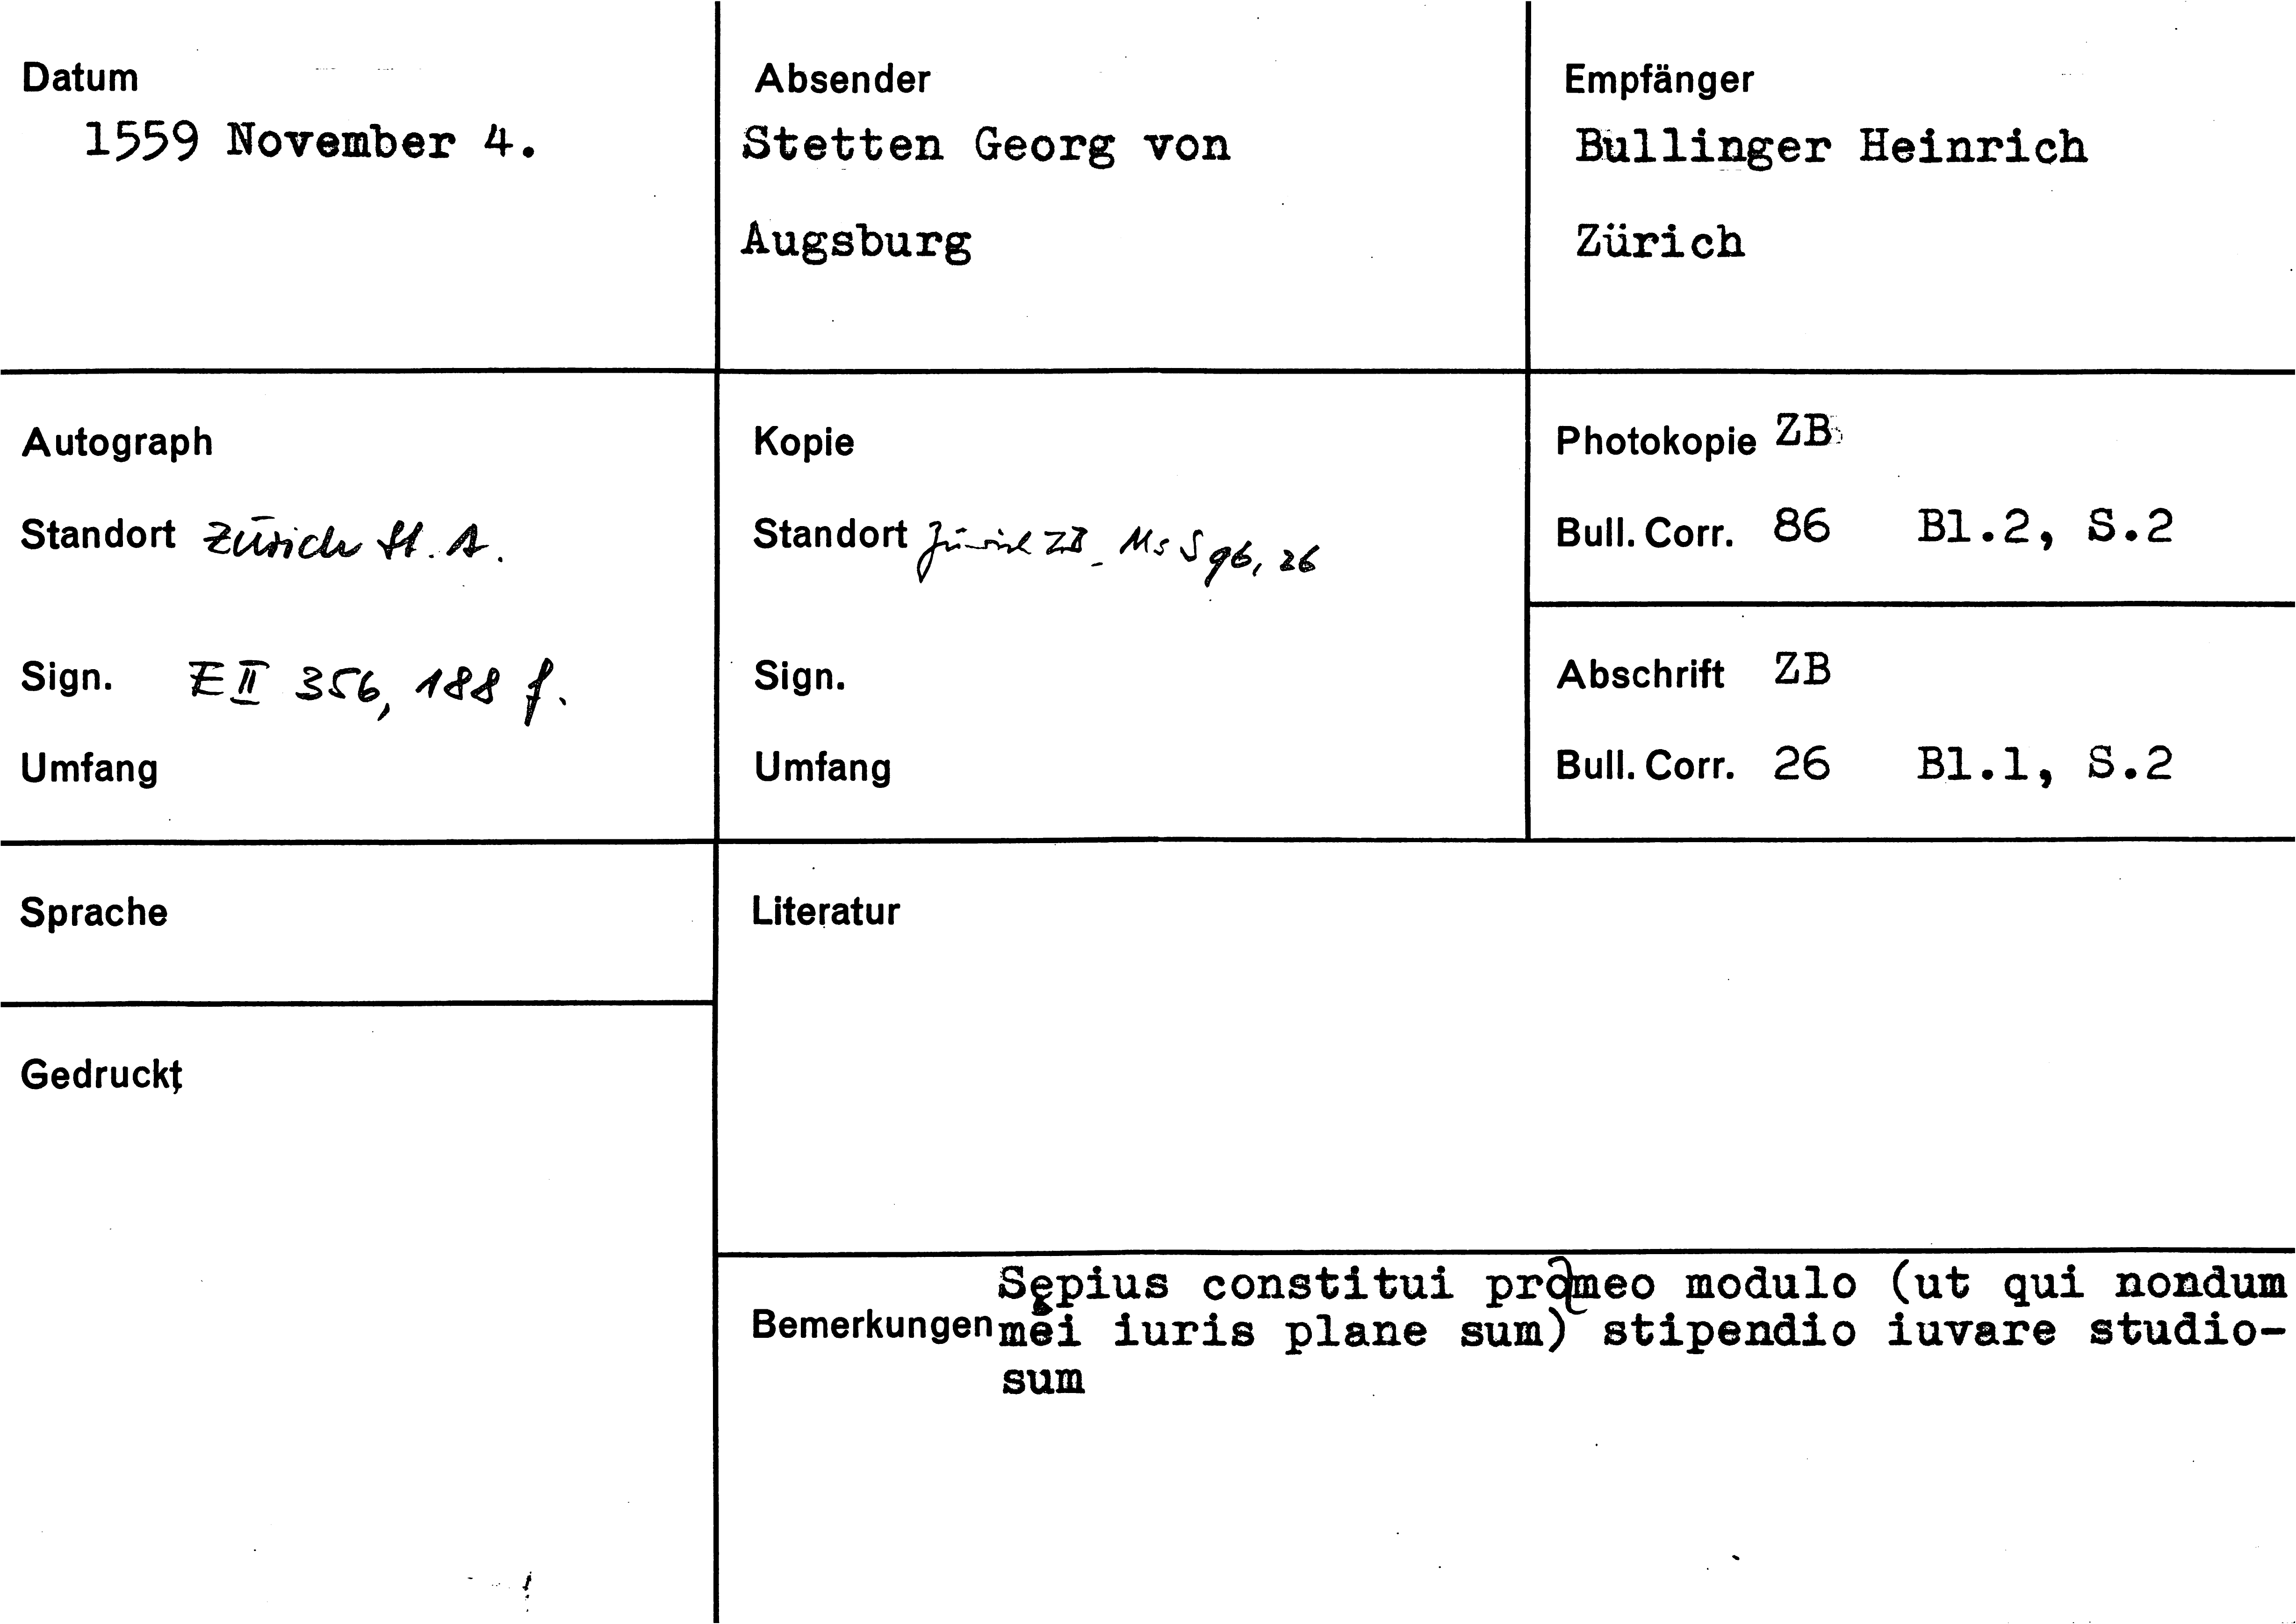 Datum
1559 November 4.
Absender
Stetten Georg von
Augsburg
Empfänger
Bullinger Heinrich
Zürich
Autograph
Standort Zürich St. A.
Sign. E II 356, 188 f.
Umfang
Kopie
Standort Zürich ZB Ms S 96, 26
Sign.
Umfang
Photokopie ZB
Bull. Corr. 86 Bl.2, S.2
Abschrift ZB
Bull. Corr. 26 Bl.1, S.2
Sprache
Gedruckt
Literatur
Bemerkungen
Sępius constitui pro meo modulo (ut qui nondum
mei iuris plane sum) stipendio iuvare studio-
sum